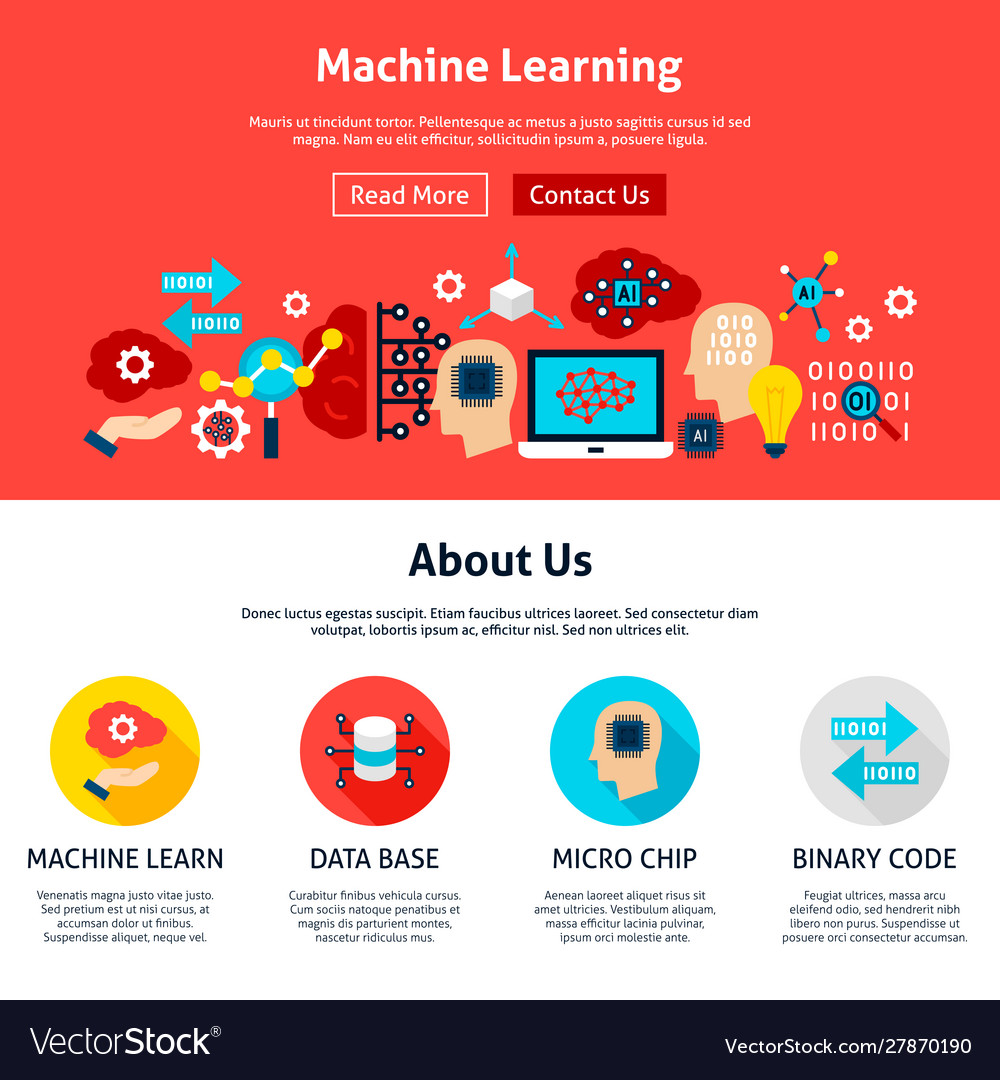 Machine Learning
Mauris ut tincidunt tortor. Pellentesque ac metus a justo sagittis cursus id sed
magna. Nam eu elit efficitur, sollicitudin ipsum a, posuere ligula.
Read More
Contact Us
110101
110110
AI
AI
010
1010
1100
AI
0100110
10 01 01
11010 1
About Us
Donec luctus egestas suscipit. Etiam faucibus ultrices laoreet. Sed consectetur diam
volutpat, lobortis ipsum ac, efficitur nisl. Sed non ultrices elit.
110101
110110
MACHINE LEARN
DATA BASE
MICRO CHIP
BINARY CODE
Venenatis magna justo vitae justo.
Sed pretium est ut nisi cursus, at
accumsan dolor ut finibus.
Suspendisse aliquet, neque vel.
Curabitur finibus vehicula cursus.
Cum sociis natoque penatibus et
magnis dis parturient montes,
nascetur ridiculus mus.
Aenean laoreet aliquet risus sit
amet ultricies. Vestibulum aliquam,
massa efficitur lacinia pulvinar,
ipsum orci molestie ante.
Feugiat ultrices, massa arcu
eleifend odio, sed hendrerit nibh
libero non purus. Suspendisse ut
posuere orci consectetur accumsan.
VectorStock®
VectorStock.com/27870190